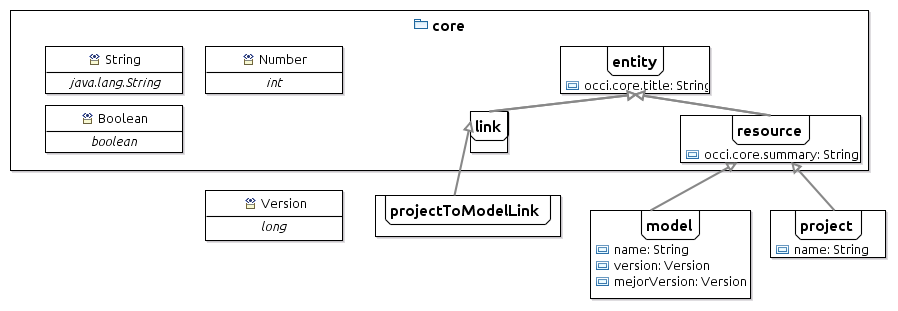 core
String
java.lang.String
Number
int
entity
occi.core.title: String
Boolean
boolean
link
resource
occi.core.summary: String
Version
long
projectToModelLink
model
name: String
version: Version
mejorVersion: Version
project
name: String